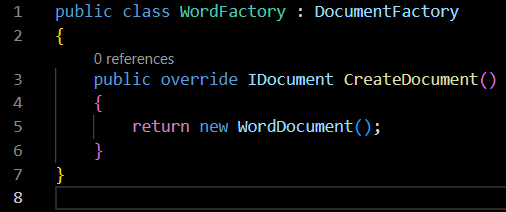 1 public class WordFactory : DocumentFactory
2 {
0 references
3 public override IDocument CreateDocument()
4 {
5 return new WordDocument();
6 }
7 }
8